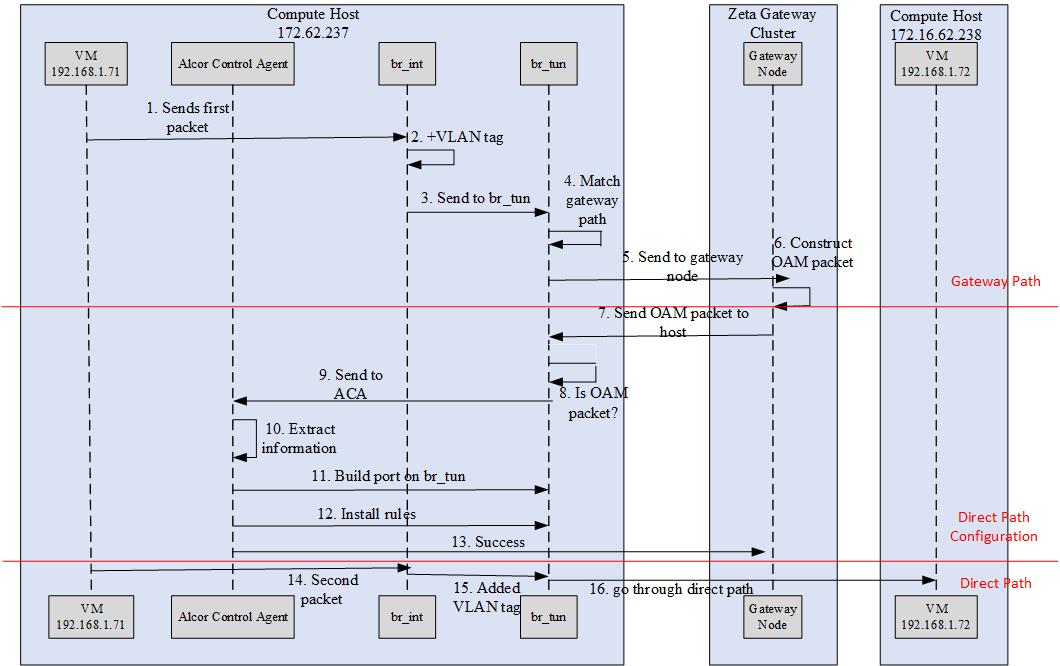 Compute Host
172.62.237
Zeta Gateway
Cluster
Compute Host
172.16.62.238
VM
192.168.1.71
Alcor Control Agent
br_int
br_tun
Gateway
Node
VM
192.168.1.72
1. Sends first
packet
2. +VLAN tag
3. Send to br_tun
4. Match
gateway
path
5. Send to gateway
node
6. Construct
OAM packet
Gateway Path
7. Send OAM packet to
host
8. Is OAM
packet?
9. Send to
ACA
10. Extract
information
11. Build port on br_tun
12. Install rules
13. Success
Direct Path
Configuration
14. Second
packet
15. Added
VLAN tag
16. go through direct path
Direct Path
VM
192.168.1.71
Alcor Control Agent
br_int
br_tun
Gateway
Node
VM
192.168.1.72